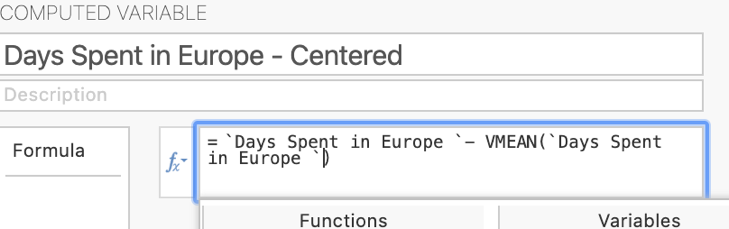 COMPUTED VARIABLE
Days Spent in Europe - Centered
Description
Formula
fx
= `Days Spent in Europe `– VMEAN(`Days Spent
in Europe `)
Functions
Variables